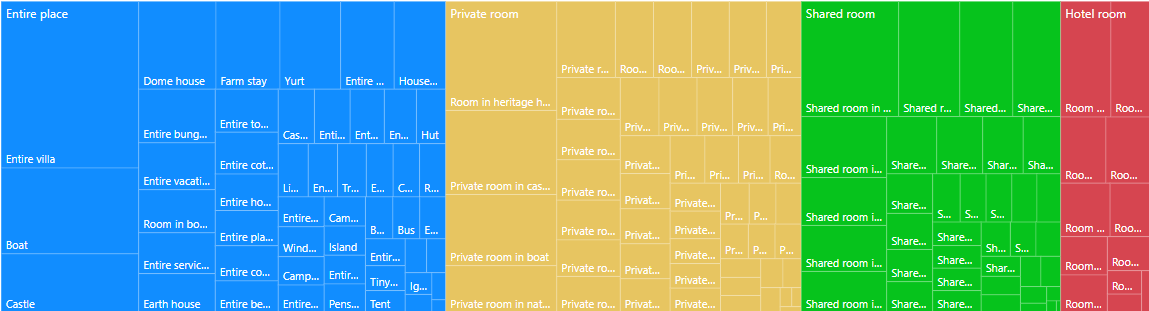 Entire place
Entire villa
Boat
Castle
Dome house
Farm stay
Yurt
Entire ...
House...
Entire bung...
Entire vacati...
Room in bo...
Entire servic...
Earth house
Entire to...
Entire cot...
Entire ho...
Entire pla...
Entire co...
Entire be...
Cas...
Enti...
Ent...
En...
Hut
Li...
En...
Tr...
E...
C...
R...
Entire...
Cam...
Wind...
Island
Camp...
Entir...
Entire...
Pens...
B...
Bus
E...
Entir...
Tiny...
Ig...
Tent
Private room
Room in heritage h...
Private room in cas...
Private room in boat
Private room in nat...
Private r...
Roo...
Roo...
Priv...
Priv...
Pri...
Private ro...
Private ro...
Private ro...
Private ro...
Private ro...
Private ro...
Priv...
Priv...
Priv...
Priv...
Priv...
Privat...
Privat...
Privat...
Privat...
Privat...
Pri...
Priv...
Pri...
Ro...
Private...
Private...
Private...
Private...
Private...
Pr...
P...
Pr...
P...
P...
Shared room
Shared room in ...
Shared r...
Shared...
Share...
Shared room i...
Shared room i...
Shared room i...
Shared room i...
Share...
Share...
Shar...
Sha...
Share...
Share...
Share...
Share...
S...
S...
S...
Share...
Share...
Share...
Share...
Sh...
S...
Shar...
Hotel room
Room ...
Roo...
Roo...
Roo...
Room ...
Roo...
Room...
Roo...
Room...
Ro...